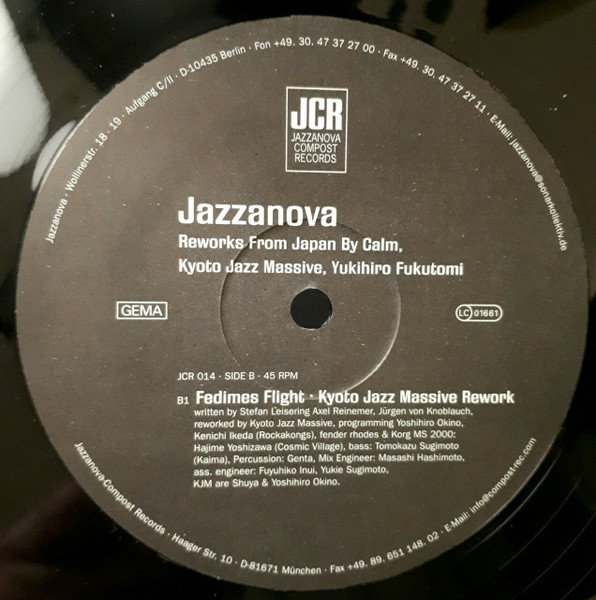 Jazzanova · Wollinerstr. 18 - 19 · Aufgang C/II · D-10435 Berlin · Fon +49. 30. 47 37 27 00 · Fax +49. 30. 47 37 27 11 · E-Mail: jazzanova@sonarkollektiv.de
JCR
JAZZANOVA
COMPOST
RECORDS
Jazzanova
Reworks From Japan By Calm,
Kyoto Jazz Massive, Yukihiro Fukutomi
GEMA
LC 01661
JCR 014 · SIDE B · 45 RPM
B1 Fedimes Flight · Kyoto Jazz Massive Rework
written by Stefan Leisering Axel Reinemer, Jürgen von Knoblauch,
reworked by Kyoto Jazz Massive, programming Yoshihiro Okino,
Kenichi Ikeda (Rockakongs), fender rhodes & Korg MS 2000:
Hajime Yoshizawa (Cosmic Village), bass: Tomokazu Sugimoto
(Kaima), Percussion: Genta, Mix Engineer: Masashi Hashimoto,
ass. engineer: Fuyuhiko Inui, Yukie Sugimoto,
KJM are Shuya & Yoshihiro Okino.
Jazzanova-Compost Records · Haager Str. 10 · D-81671 München · Fax +49. 89. 651 148. 02 · E-Mail: info@compost-rec.com